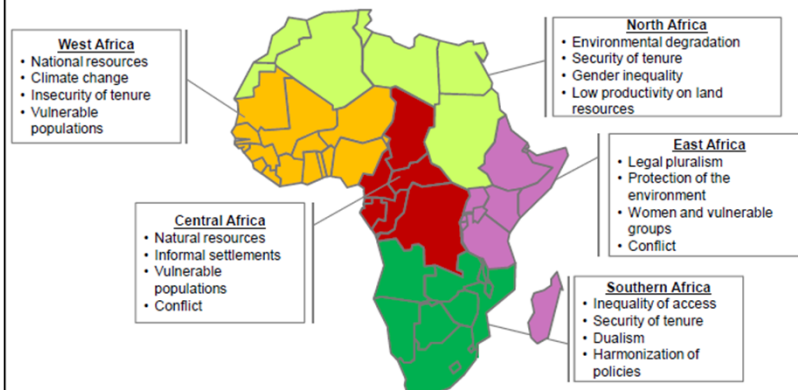 West Africa
• National resources
• Climate change
• Insecurity of tenure
• Vulnerable
populations
North Africa
• Environmental degradation
• Security of tenure
• Gender inequality
• Low productivity on land
resources
East Africa
• Legal pluralism
• Protection of the
environment
• Women and vulnerable
groups
• Conflict
Central Africa
• Natural resources
• Informal settlements
• Vulnerable
populations
• Conflict
Southern Africa
• Inequality of access
• Security of tenure
• Dualism
• Harmonization of
policies